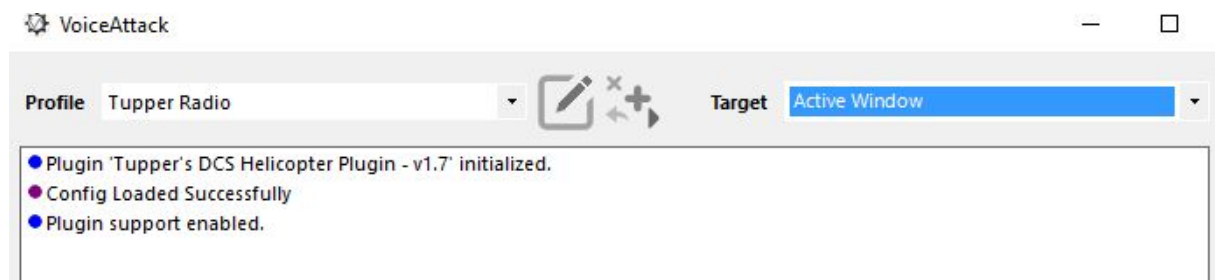 VoiceAttack
Profile Tupper Radio Target Active Window
Plugin 'Tupper's DCS Helicopter Plugin - v1.7' initialized.
Config Loaded Successfully
Plugin support enabled.